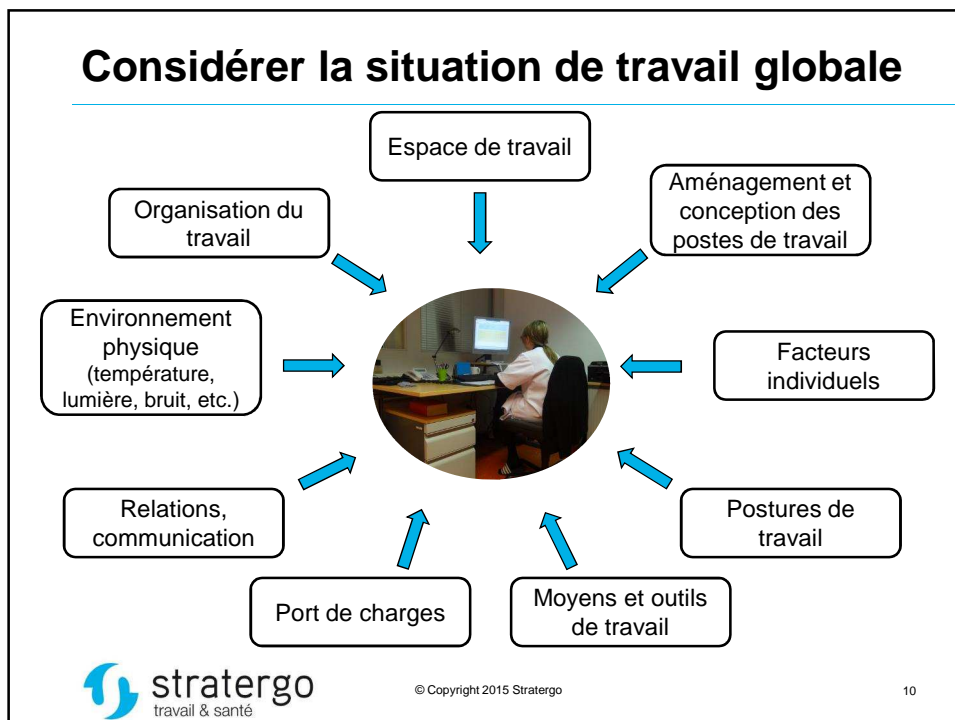 Considérer la situation de travail globale
Espace de travail
Organisation du
travail
Aménagement et
conception des
postes de travail
Environnement
physique
(température,
lumière, bruit, etc.)
Facteurs
individuels
Relations,
communication
Postures de
travail
Port de charges
Moyens et outils
de travail
stratergo
travail & santé
© Copyright 2015 Stratergo
10